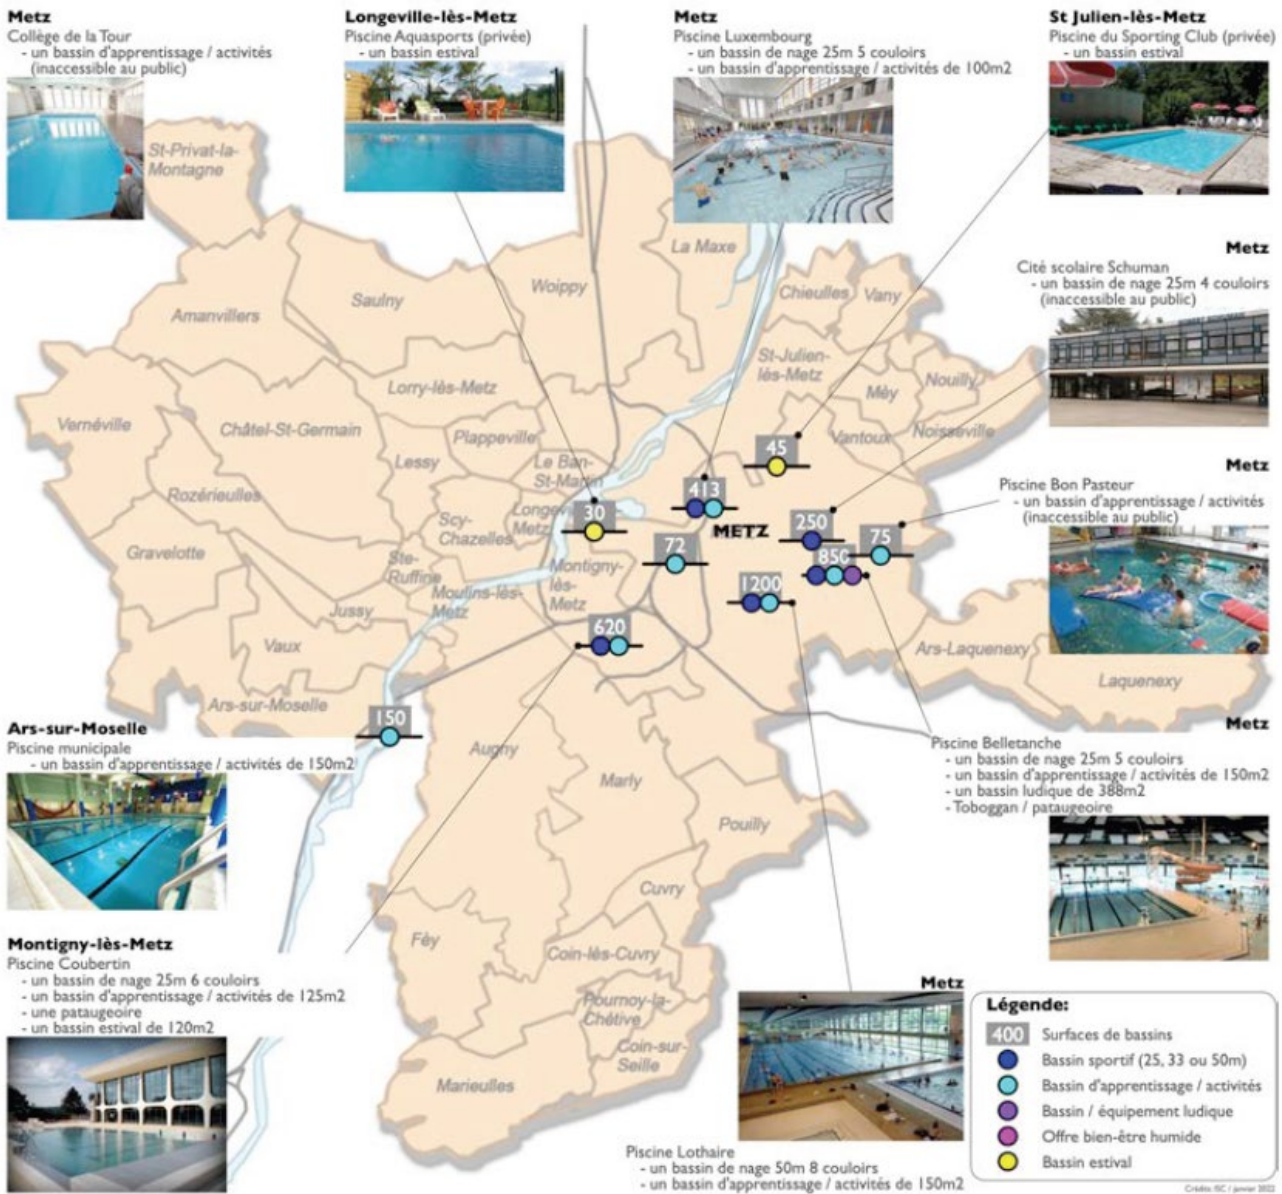 Metz
Collège de la Tour
- un bassin d'apprentissage / activités
(inaccessible au public)
Longeville-lès-Metz
Piscine Aquasports (privée)
- un bassin estival
Metz
Piscine Luxembourg
- un bassin de nage 25m 5 couloirs
- un bassin d'apprentissage / activités de 100m2
St Julien-lès-Metz
Piscine du Sporting Club (privée)
- un bassin estival
Metz
Cité scolaire Schuman
- un bassin de nage 25m 4 couloirs
(inaccessible au public)
Metz
Piscine Bon Pasteur
- un bassin d'apprentissage / activités
(inaccessible au public)
Metz
Piscine Belletanche
- un bassin de nage 25m 5 couloirs
- un bassin d'apprentissage / activités de 150m2
- un bassin ludique de 388m2
- Toboggan / pataugeoire
Ars-sur-Moselle
Piscine municipale
- un bassin d'apprentissage / activités de 150m2
Montigny-lès-Metz
Piscine Coubertin
- un bassin de nage 25m 6 couloirs
- un bassin d'apprentissage / activités de 125m2
- une pataugeoire
- un bassin estival de 120m2
Metz
Piscine Lothaire
- un bassin de nage 50m 8 couloirs
- un bassin d'apprentissage / activités de 150m2
St-Privat-la-
Montagne
La Maxe
Woippy
Saulny
Amanvillers
Chieulles
Vany
St-Julien-
lès-Metz
Mèy
Nouilly
Noisseville
Vantoux
Lorry-lès-Metz
Vernéville
Châtel-St-Germain
Plappeville
Lessy
Le Ban-
St-Martin
Rozérieulles
Scy-
Chazelles
Metz
Gravelotte
Ste-
Ruffine
Montigny-
lès-
Metz
Moulins-lès-
Metz
Jussy
Vaux
Ars-sur-Moselle
Ars-Laquenexy
Laquenexy
Augny
Marly
Pouilly
Cuvry
Féy
Coin-lès-Cuvry
Pournoy-la-
Chétive
Coin-sur-
Seille
Marieulles
METZ
45
413
30
250
75
72
850
1200
620
150
Légende:
400 Surfaces de bassins
Bassin sportif (25, 33 ou 50m)
Bassin d'apprentissage / activités
Bassin / équipement ludique
Offre bien-être humide
Bassin estival
Crédits ISC / janvier 2022